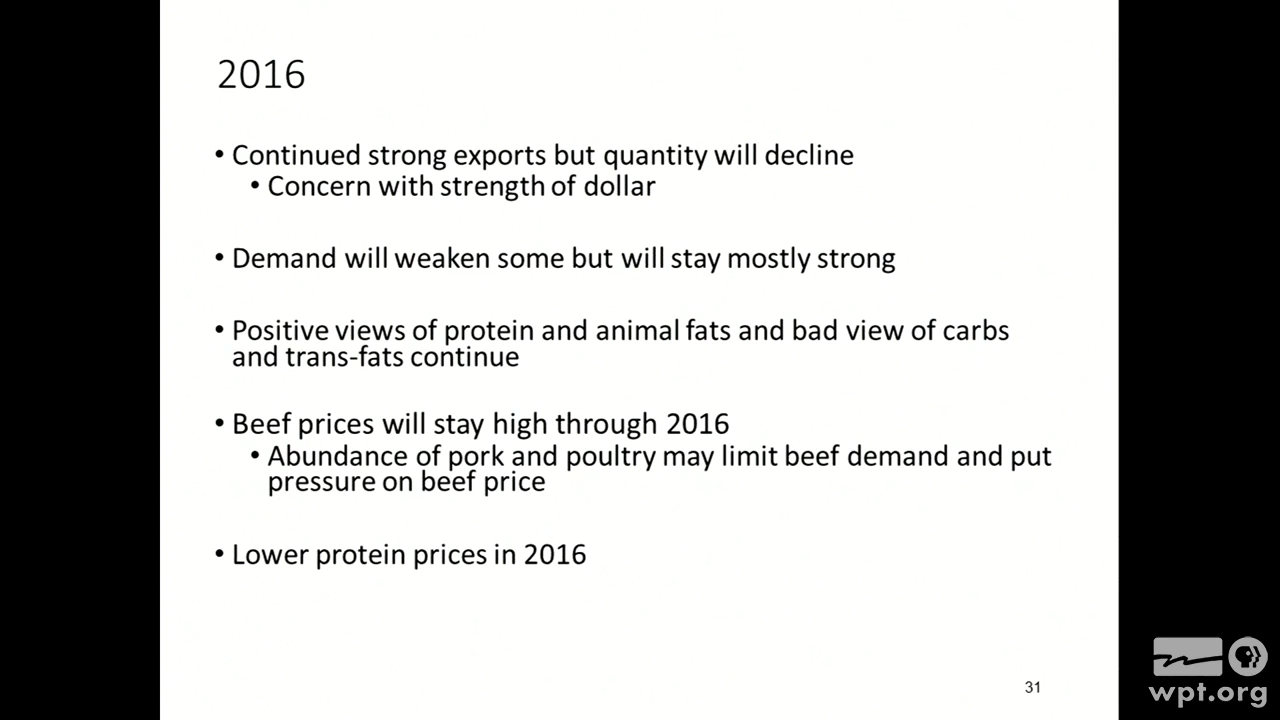 2016
• Continued strong exports but quantity will decline
• Concern with strength of dollar
• Demand will weaken some but will stay mostly strong
• Positive views of protein and animal fats and bad view of carbs
and trans-fats continue
• Beef prices will stay high through 2016
• Abundance of pork and poultry may limit beef demand and put
pressure on beef price
• Lower protein prices in 2016
31
wpt.org